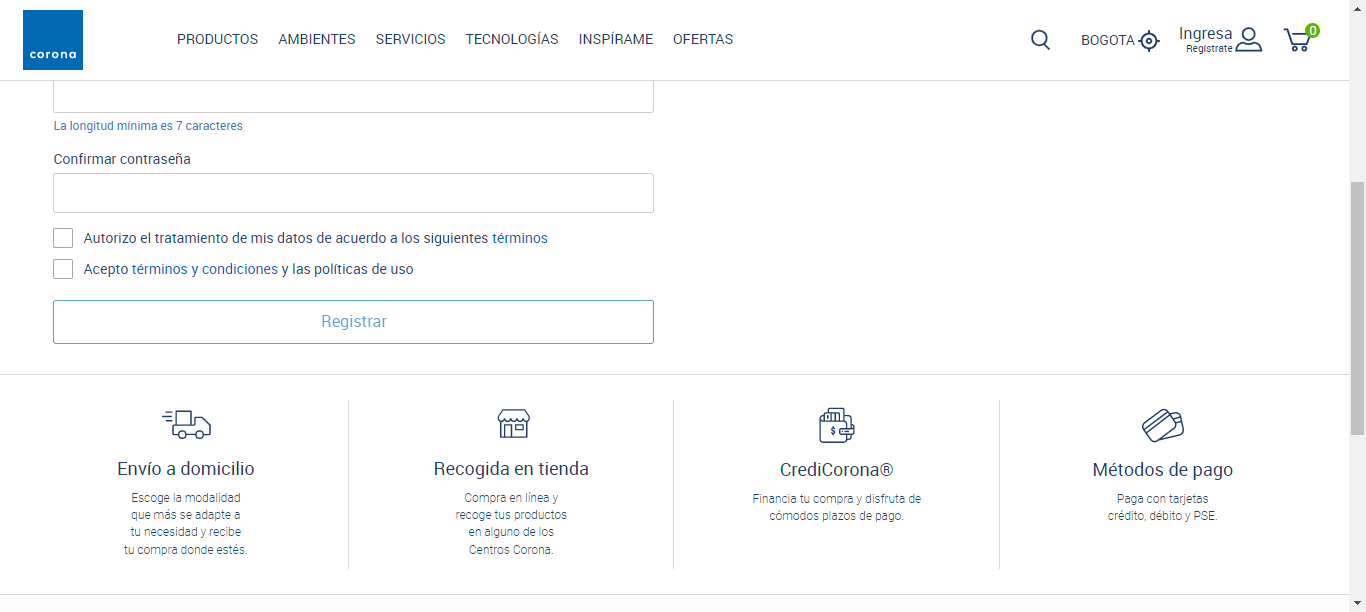 corona
PRODUCTOS AMBIENTES SERVICIOS TECNOLOGÍAS INSPÍRAME OFERTAS
BOGOTA
Ingresa
Regístrate
0
La longitud mínima es 7 caracteres
Confirmar contraseña
Autorizo el tratamiento de mis datos de acuerdo a los siguientes términos
Acepto términos y condiciones y las políticas de uso
Registrar
Envío a domicilio
Escoge la modalidad
que más se adapte a
tu necesidad y recibe
tu compra donde estés.
Recogida en tienda
Compra en línea y
recoge tus productos
en alguno de los
Centros Corona.
$
CrediCorona®
Financia tu compra y disfruta de
cómodos plazos de pago.
Métodos de pago
Paga con tarjetas
crédito, débito y PSE.